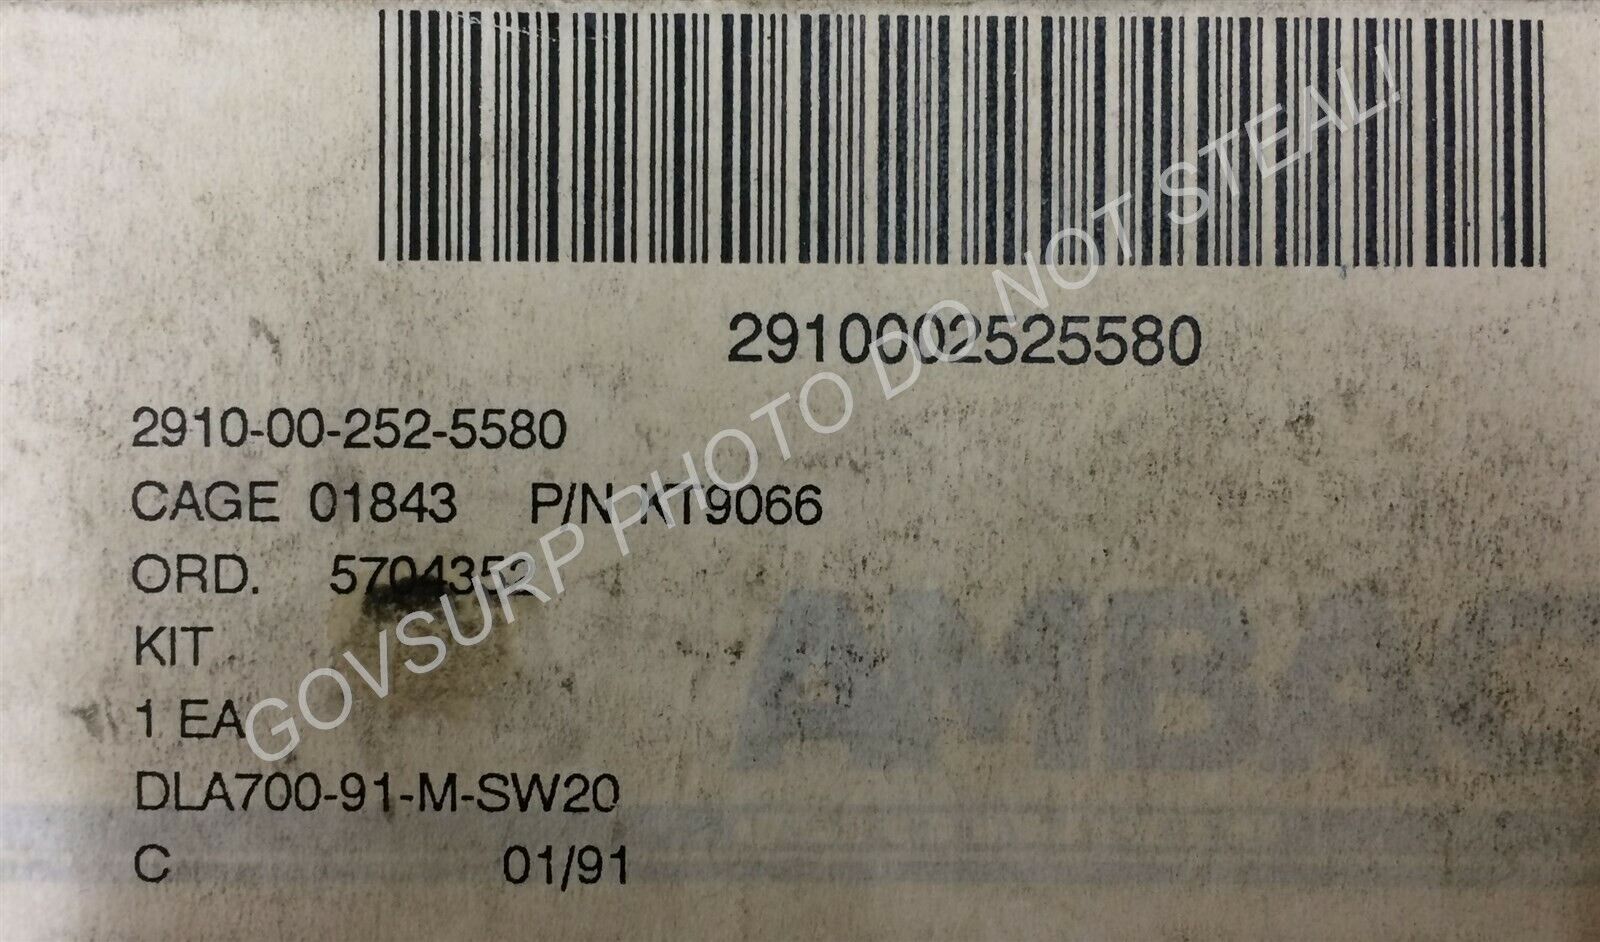 2910002525580
2910-00-252-5580
CAGE 01843 P/N KT9066
ORD. 5704352
KIT
1 EA
DLA700-91-M-SW20
C 01/91
AMBAC
GOVSURP PHOTO DO NOT STEAL!